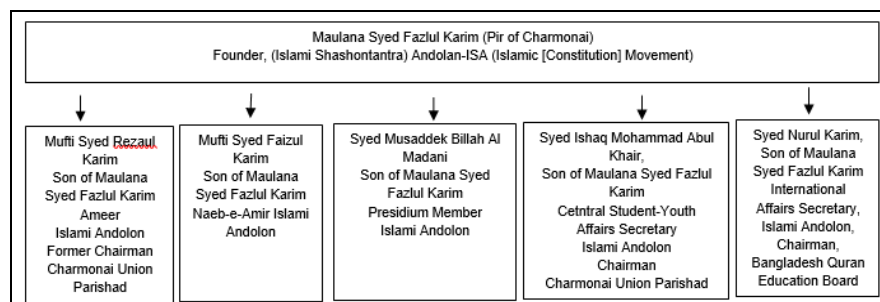 Maulana Syed Fazlul Karim (Pir of Charmonai)
Founder, (Islami Shashontantra) Andolan-ISA (Islamic [Constitution] Movement)
Mufti Syed Rezaul
Karim
Son of Maulana
Syed Fazlul Karim
Ameer
Islami Andolon
Former Chairman
Charmonai Union
Parishad
Mufti Syed Faizul
Karim
Son of Maulana
Syed Fazlul Karim
Naeb-e-Amir Islami
Andolon
Syed Musaddek Billah Al
Madani
Son of Maulana Syed
Fazlul Karim
Presidium Member
Islami Andolon
Syed Ishaq Mohammad Abul
Khair,
Son of Maulana Syed Fazlul
Karim
Cetntral Student-Youth
Affairs Secretary
Islami Andolon
Chairman
Charmonai Union Parishad
Syed Nurul Karim,
Son of Maulana
Syed Fazlul Karim
International
Affairs Secretary,
Islami Andolon,
Chairman,
Bangladesh Quran
Education Board